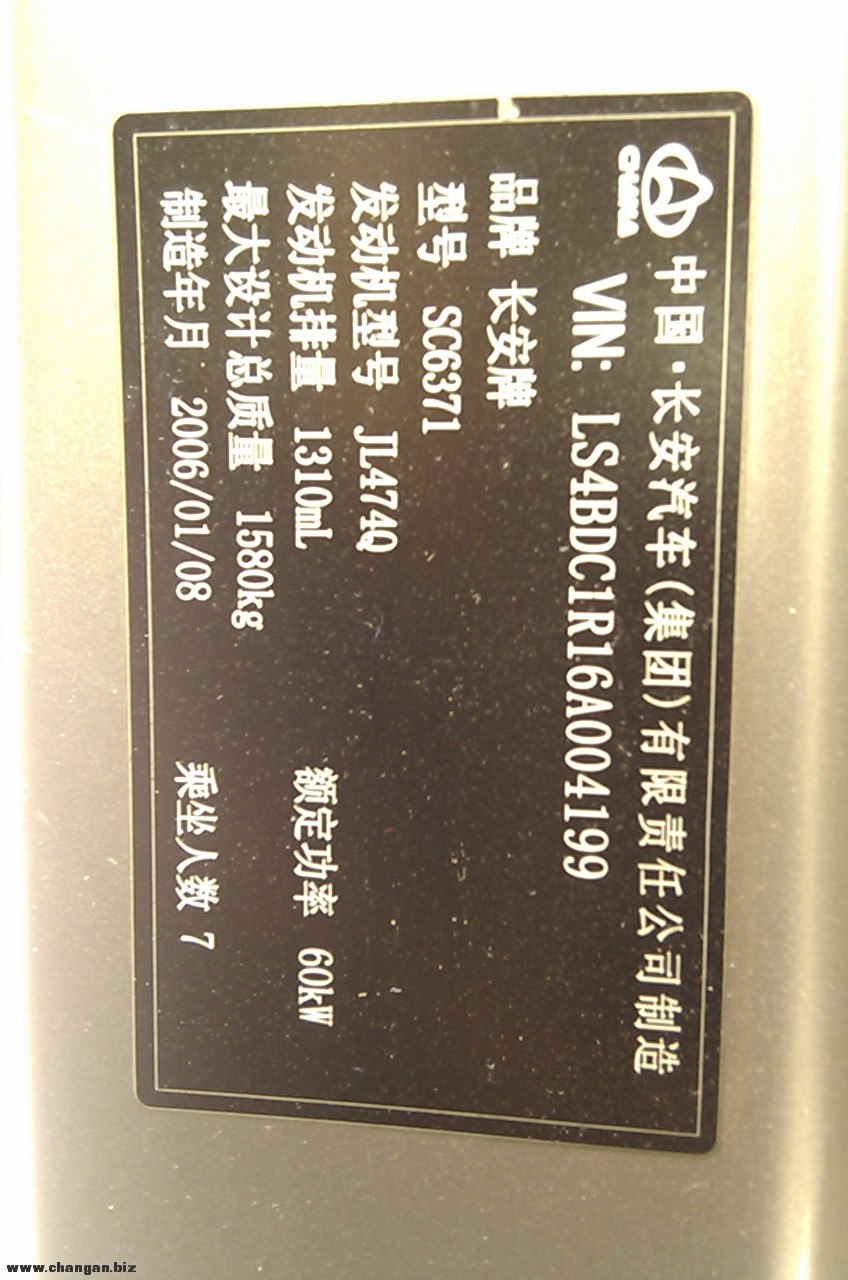 CHANA
中国·长安汽车(集团)有限责任公司制造
VIN: LS4BDC1R16A004199
品牌 长安牌
型号 SC6371
发动机型号 JL474Q
发动机排量 1310mL 额定功率 60kW
最大设计总质量 1580kg
制造年月 2006/01/08 乘坐人数 7
www.changan.biz